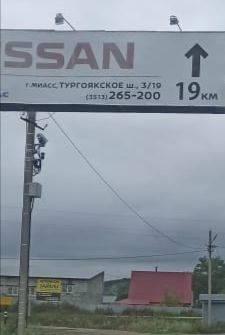 SSAN
г. МИАСС, ТУРГОЯКСКОЕ ш., 3/19
(3513) 265-200
19 КМ